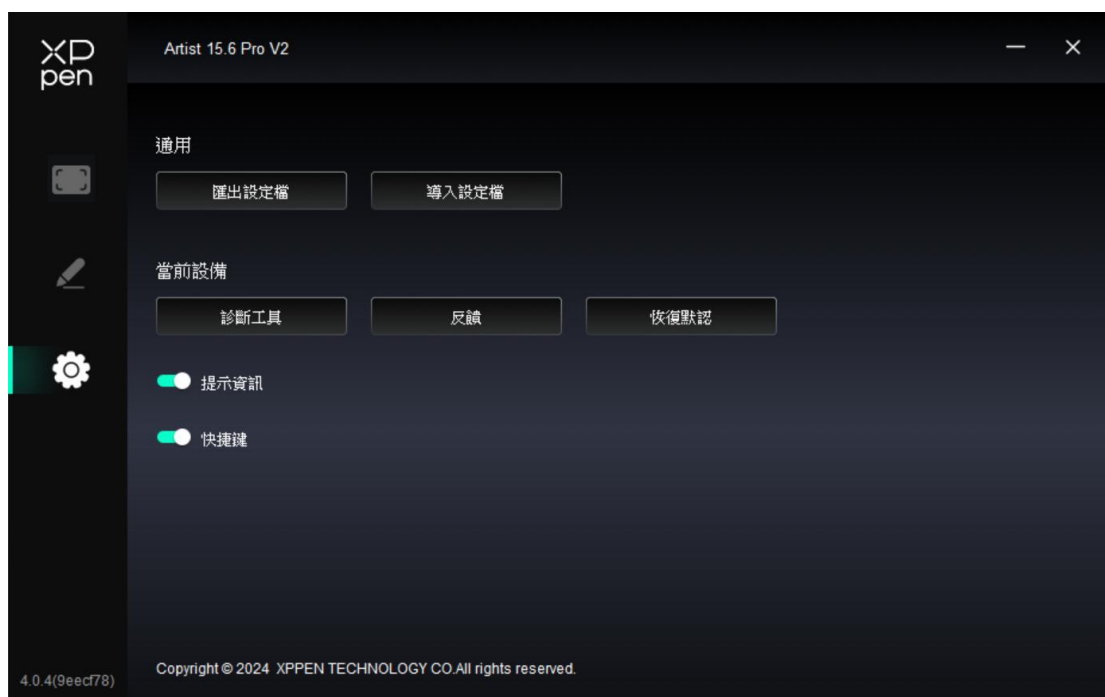 XP
pen
Artist 15.6 Pro V2
通用
匯出設定檔 導入設定檔
當前設備
診斷工具 反饋 恢復默認
提示資訊
快捷鍵
4.0.4(9eecf78)
Copyright © 2024 XPPEN TECHNOLOGY CO.All rights reserved.